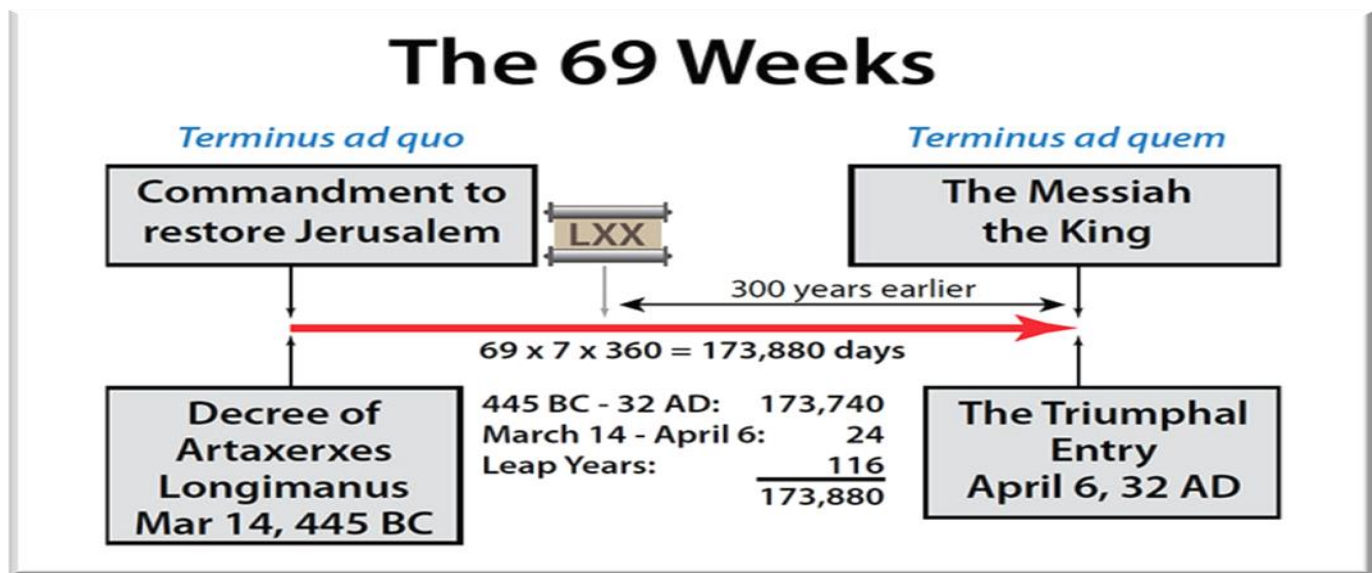 The 69 Weeks
Terminus ad quo
Commandment to
restore Jerusalem
LXX
Terminus ad quem
The Messiah
the King
300 years earlier
69 x 7 x 360 = 173,880 days
Decree of
Artaxerxes
Longimanus
Mar 14, 445 BC
445 BC - 32 AD: 173,740
March 14 - April 6: 24
Leap Years: 116
173,880
The Triumphal
Entry
April 6, 32 AD